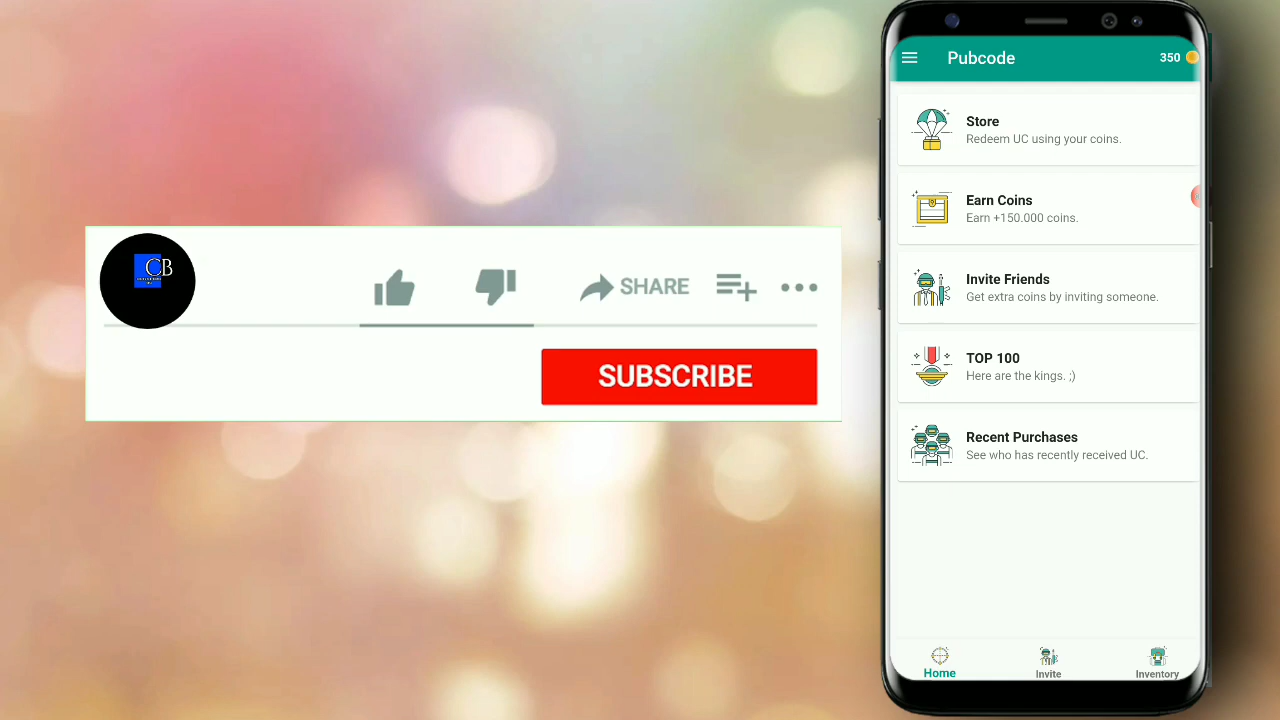 CB
SHARE
SUBSCRIBE
Pubcode
350
Store
Redeem UC using your coins.
Earn Coins
Earn +150.000 coins.
Invite Friends
Get extra coins by inviting someone.
TOP 100
Here are the kings. ;)
Recent Purchases
See who has recently received UC.
Home
Invite
Inventory